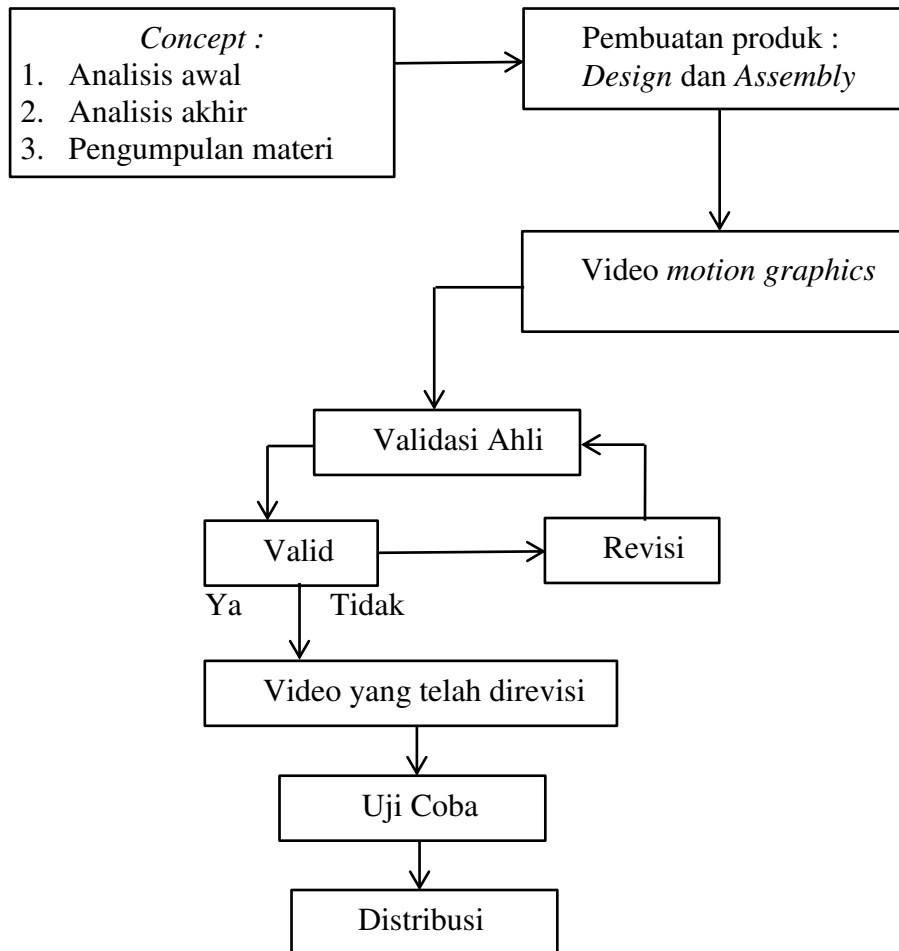 Concept :
1. Analisis awal
2. Analisis akhir
3. Pengumpulan materi
Pembuatan produk :
Design dan Assembly
Video motion graphics
Validasi Ahli
Valid
Revisi
Ya
Tidak
Video yang telah direvisi
Uji Coba
Distribusi